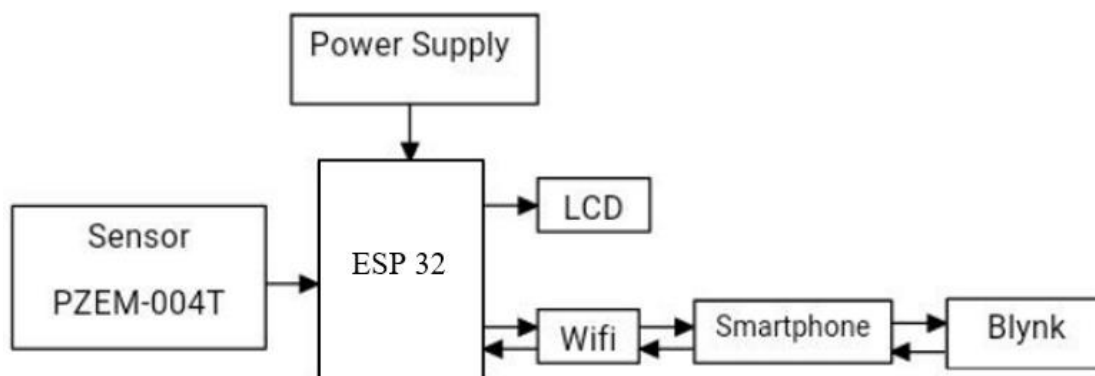 Power Supply
Sensor
PZEM-004T
ESP 32
LCD
Wifi
Smartphone
Blynk